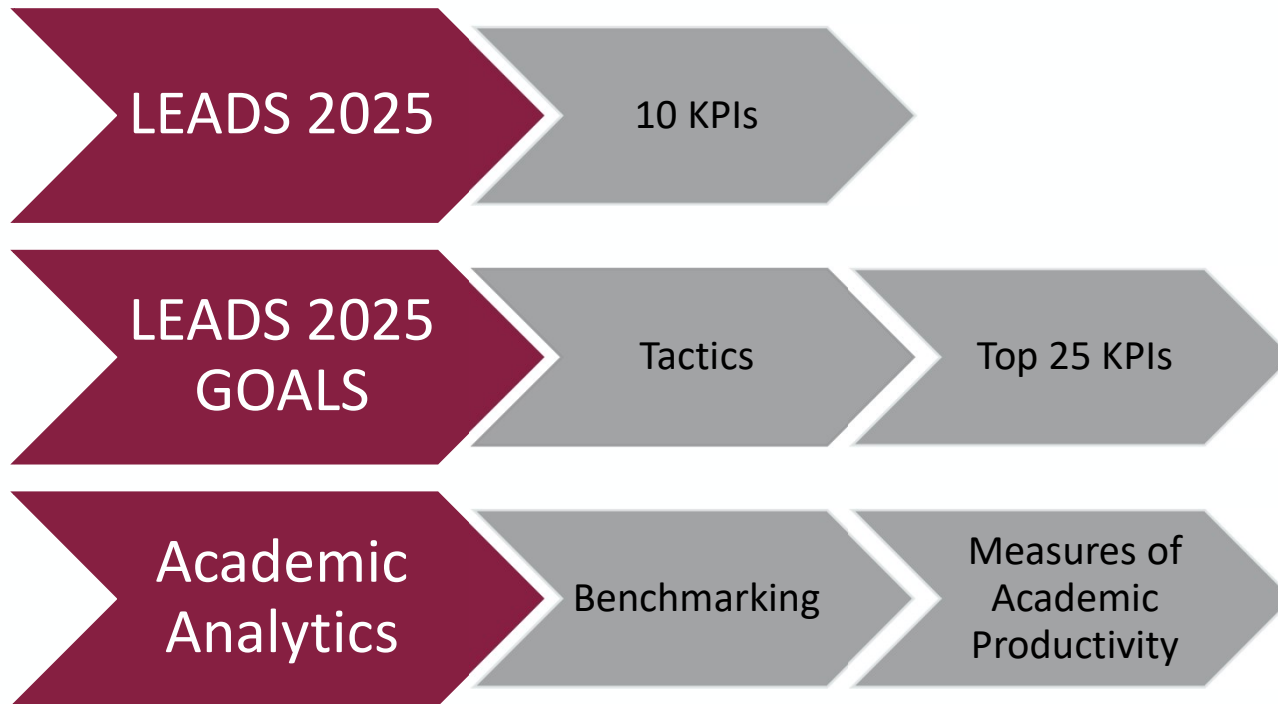 LEADS 2025
10 KPIs
LEADS 2025
GOALS
Tactics
Top 25 KPIs
Academic
Analytics
Benchmarking
Measures of
Academic
Productivity